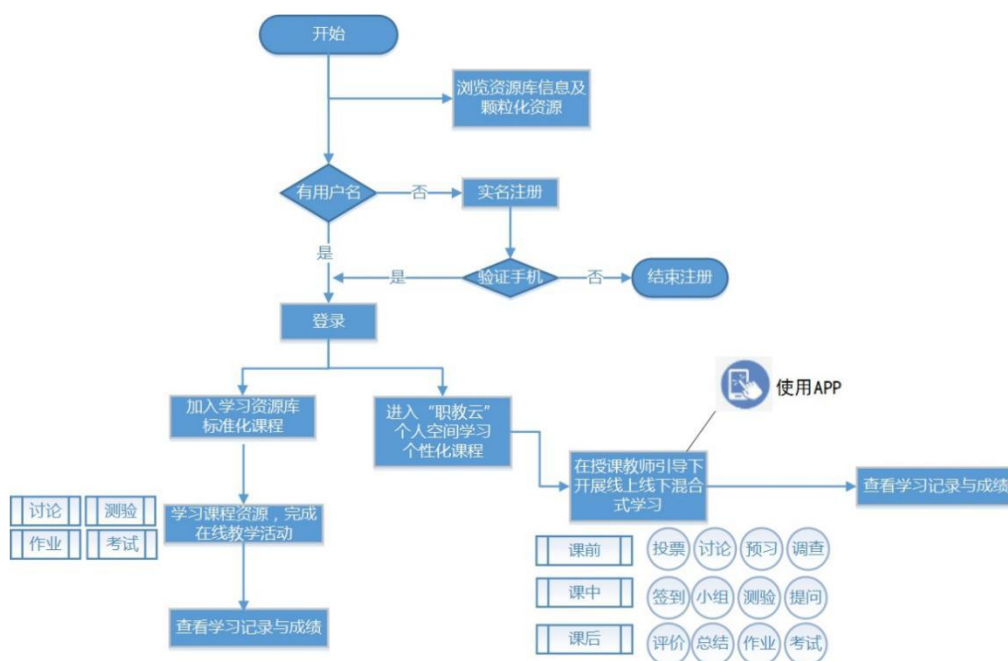 开始
浏览资源库信息及
颗粒化资源
有用户名
否
实名注册
是
是
验证手机
否
结束注册
登录
使用APP
加入学习资源库
标准化课程
进入“职教云”
个人空间学习
个性化课程
在授课教师引导下
开展线上线下混合
式学习
查看学习记录与成绩
讨论 测验
作业 考试
学习课程资源，完成
在线教学活动
课前 投票 讨论 预习 调查
课中 签到 小组 测验 提问
课后 评价 总结 作业 考试
查看学习记录与成绩